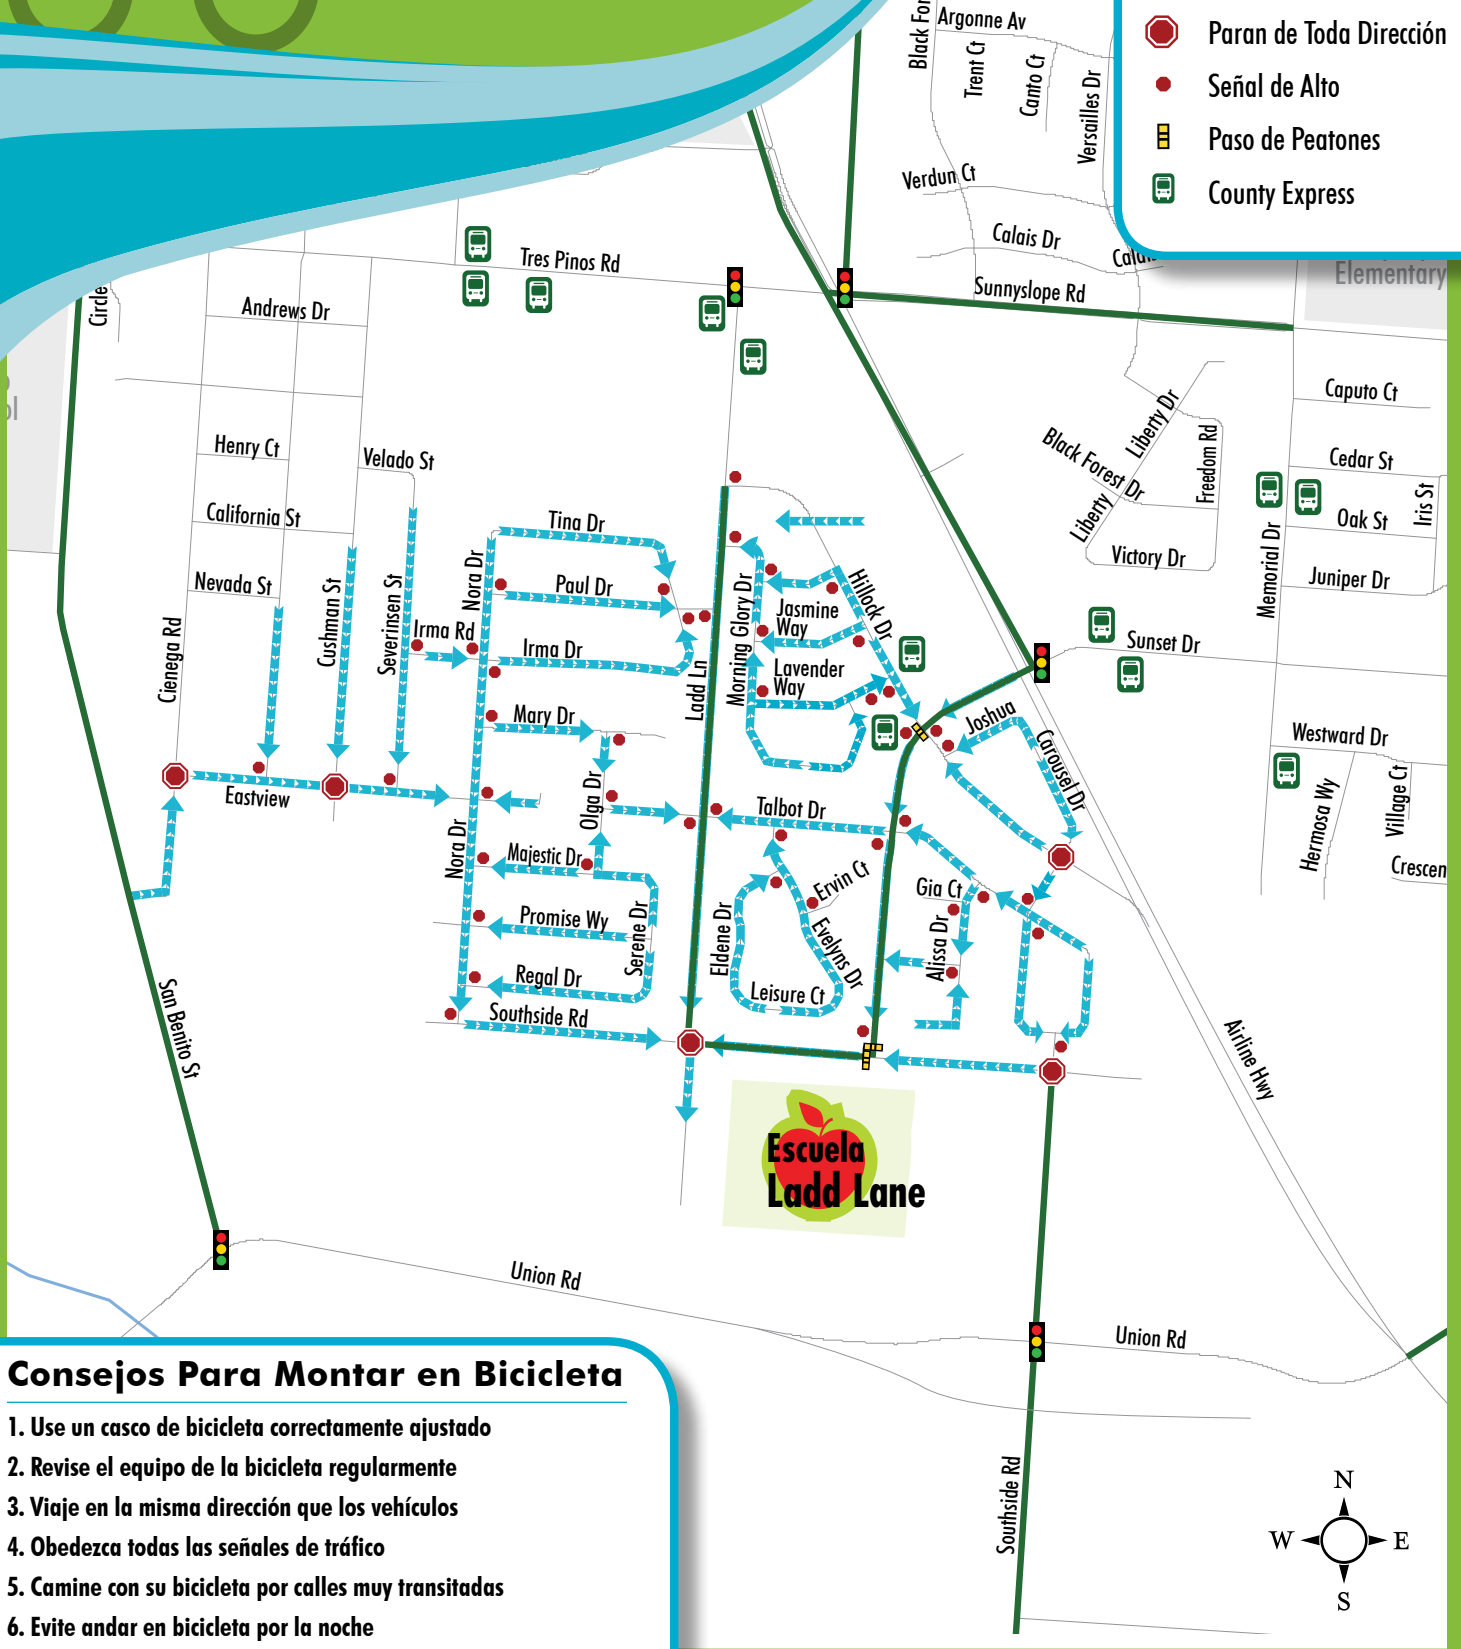 Argonne Av
Black For
Trent Ct
Canto Ct
Versailles Dr
Paran de Toda Dirección
Señal de Alto
Paso de Peatones
County Express
Verdun Ct
Calais Dr
Sunnyslope Rd
Elementary
Tres Pinos Rd
Circle
Andrews Dr
Henry Ct
Velado St
California St
Nevada St
Cushman St
Severinsen St
Cienega Rd
Irma Rd
Nora Dr
Tina Dr
Paul Dr
Irma Dr
Mary Dr
Ladd Ln
Morning Glory Dr
Jasmine
Way
Lavender
Way
Hillock Dr
Liberty Dr
Black Forest Dr
Freedom Rd
Liberty
Victory Dr
Caputo Ct
Cedar St
Iris St
Oak St
Juniper Dr
Memorial Dr
Sunset Dr
Joshua
Carousel Dr
Westward Dr
Hermosa Wy
Village Ct
Crescen
Eastview
Olga Dr
Talbot Dr
Nora Dr
Majestic Dr
Promise Wy
Serene Dr
Regal Dr
Southside Rd
Eldene Dr
Ervin Ct
Evelyns Dr
Leisure Ct
Gia Ct
Alissa Dr
San Benito St
Airline Hwy
Escuela
Ladd Lane
Union Rd
Union Rd
Southside Rd
Consejos Para Montar en Bicicleta
1. Use un casco de bicicleta correctamente ajustado
2. Revise el equipo de la bicicleta regularmente
3. Viaje en la misma dirección que los vehículos
4. Obedezca todas las señales de tráfico
5. Camine con su bicicleta por calles muy transitadas
6. Evite andar en bicicleta por la noche
N
W E
S